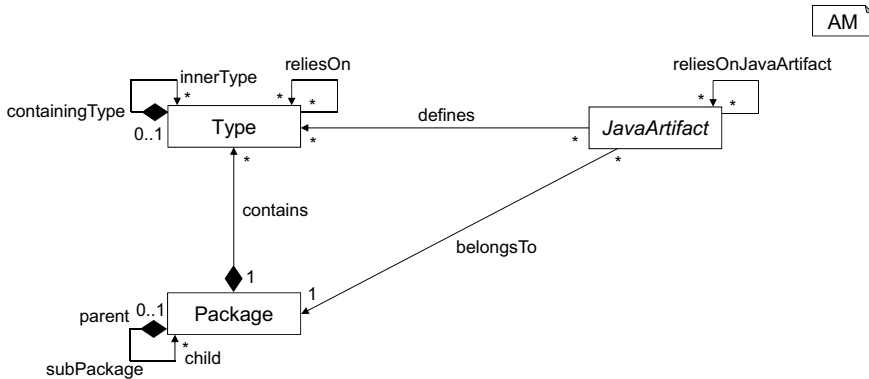 AM
innerType
reliesOn
reliesOnJavaArtifact
* * * * *
containingType
defines
0..1 Type * * JavaArtifact
* *
contains
belongsTo
1 1
parent 0..1 Package
* child
subPackage